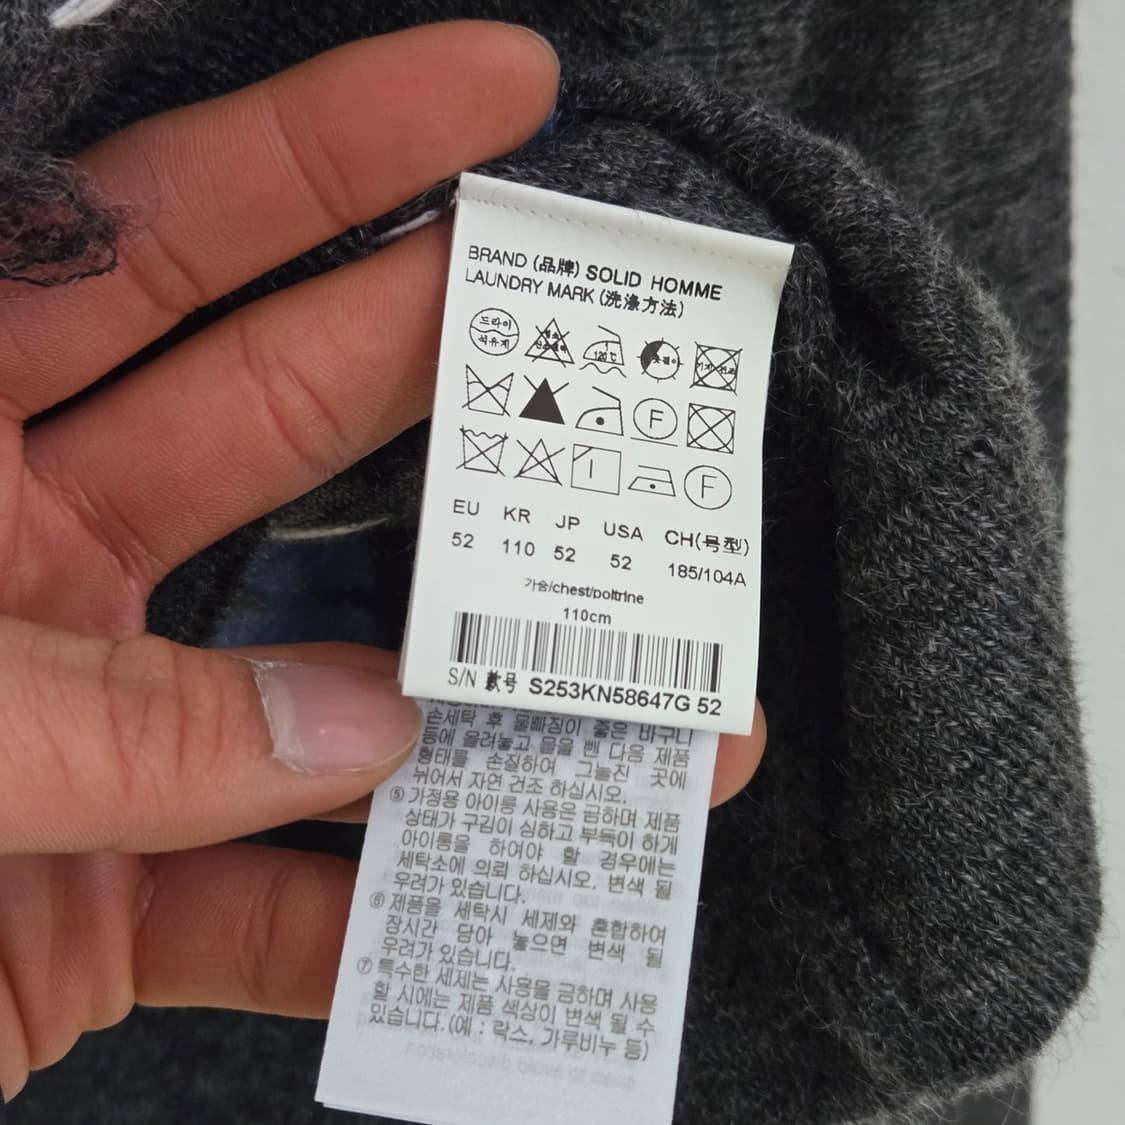 BRAND (品牌) SOLID HOMME
LAUNDRY MARK (洗涤方法)
드라이
석유계
120℃
F
F
EU KR JP USA CH(号型)
52 110 52 52 185/104A
가슴/chest/poitrine
110cm
S/N 款号 S253KN58647G 52
손세탁 후 물빠짐이 좋은 바구니
등에 올려놓고 물을 뺀 다음 제품
형태를 손질하여 그늘진 곳에
뉘어서 자연 건조 하십시오.
⑤ 가정용 아이롱 사용은 금하며 제품
상태가 구김이 심하고 부득이 하게
아이롱을 하여야 할 경우에는
세탁소에 의뢰 하십시오. 변색 될
우려가 있습니다.
⑥ 제품을 세탁시 세제와 혼합하여
장시간 담아 놓으면 변색 될
우려가 있습니다.
⑦ 특수한 세제는 사용을 금하며 사용
할 시에는 제품 색상이 변색 될 수
있습니다.(예 : 락스, 가루비누 등)